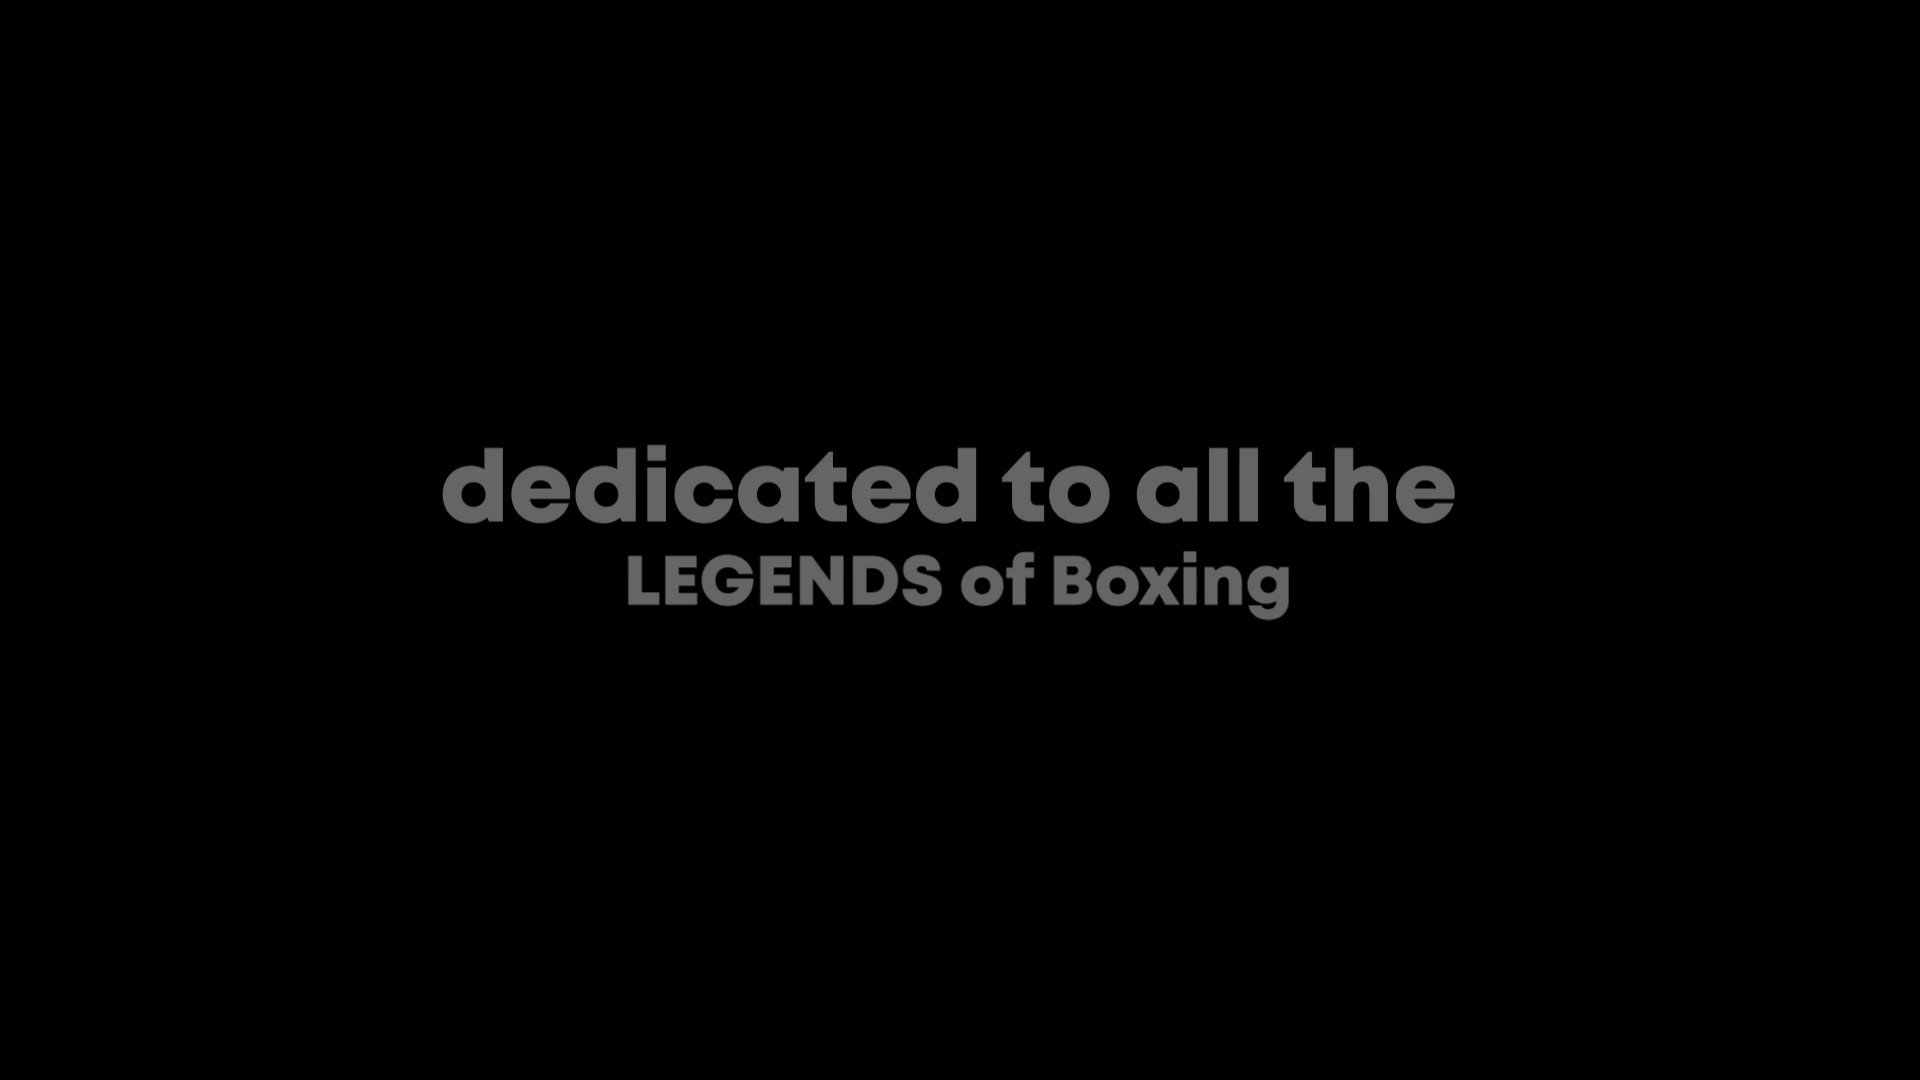 dedicated to all the
LEGENDS of Boxing